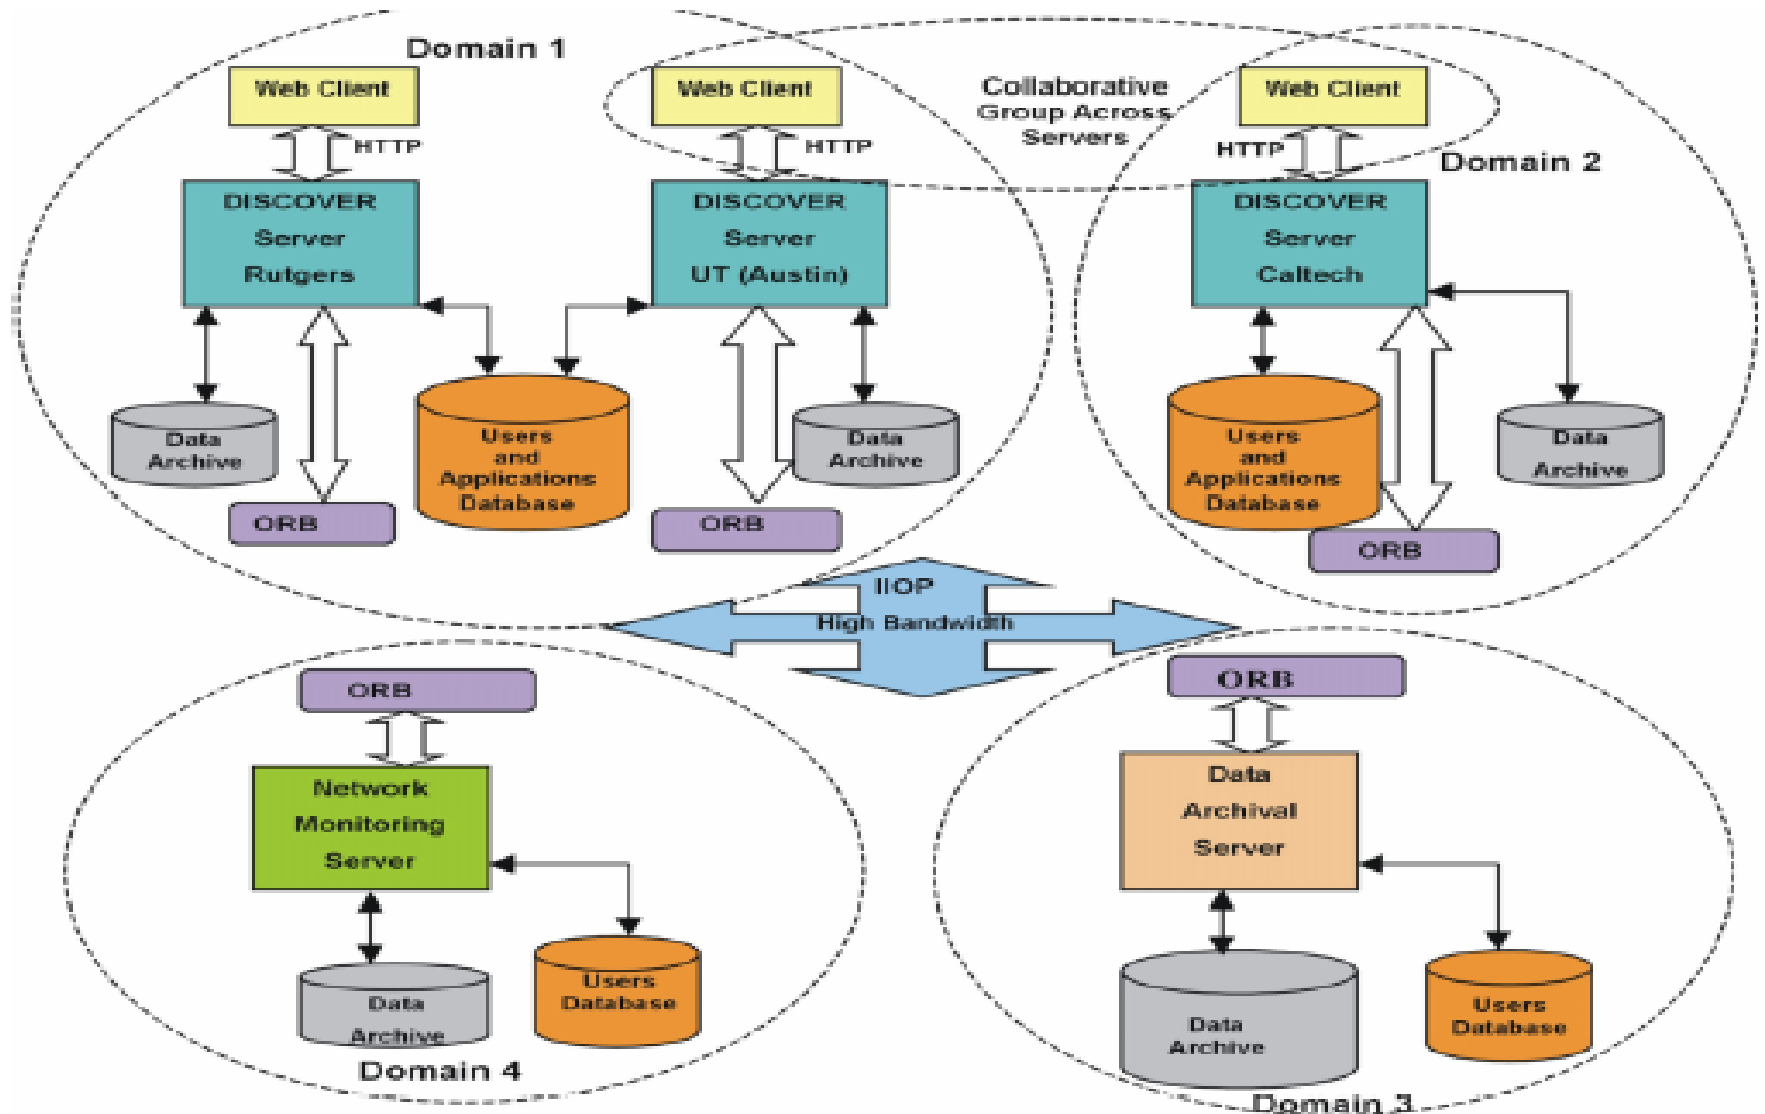 Domain 1
Web Client
Web Client
Collaborative
Group Across
Servers
Web Client
HTTP
HTTP
HTTP
Domain 2
DISCOVER
Server
Rutgers
DISCOVER
Server
UT (Austin)
DISCOVER
Server
Caltech
Data
Archive
Users
and
Applications
Database
Data
Archive
Users
and
Applications
Database
Data
Archive
ORB
ORB
ORB
IIOP
High Bandwidth
ORB
ORB
Network
Monitoring
Server
Data
Archival
Server
Data
Archive
Users
Database
Data
Archive
Users
Database
Domain 4
Domain 3